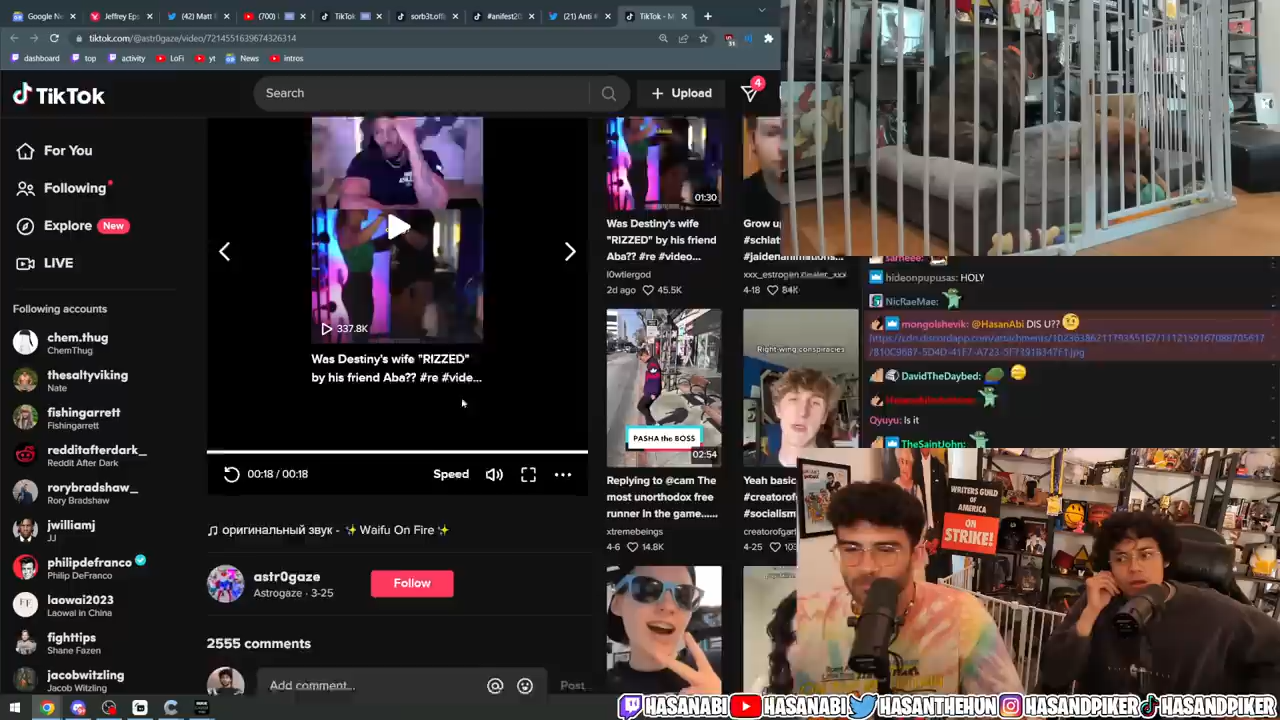 Google Ne
Jeffrey Eps
(42) Matt
(700)
TikTok
sorb3t.offi
#anifest20
(21) Anti
TikTok - M
tiktok.com/@astr0gaze/video/7214551639674326314
31
dashboard
top
activity
LoFi
yt
News
intros
TikTok
Search
Upload
4
For You
Following
Explore
New
LIVE
Following accounts
chem.thug
ChemThug
thesaltyviking
Nate
fishingarrett
Fishingarrett
redditafterdark_
Reddit After Dark
rorybradshaw_
Rory Bradshaw
jwilliamj
JJ
philipdefranco
Philip DeFranco
FF
laowai2023
Laowai in China
fighttips
Shane Fazen
jacobwitzling
Jacob Witzling
337.8K
Was Destiny's wife "RIZZED"
by his friend Aba?? #re #vide...
00:18 / 00:18
Speed
оригинальный звук - ✨ Waifu On Fire ✨
astr0gaze
Astrogaze · 3-25
Follow
2555 comments
Add comment...
Post
01:30
Was Destiny's wife
"RIZZED" by his friend
Aba?? #re #video...
l0wtiergod
2d ago
45.5K
Grow u
#schlat
#jaidenanimations...
4-18
84K
PASHA the BOSS
02:54
Replying to @cam The
most unorthodox free
runner In the game......
xtremebeings
4-6
14.8K
Right wing conspiracies
Yeah basic
#creatorof
#socialism
creatorofgar
4-25
103
hideonpupusas: HOLY
NicRaeMae:
mongolshevik: @HasanAbi DIS U??
DavidTheDaybed:
Qyuyu: Is it
TheSaintJohn:
WRITERS GUILD
OF
AMERICA
ON
STRIKE!
HASANABI
HASANABI
HASANTHEHUN
HASANDPIKER
HASANDPIKER